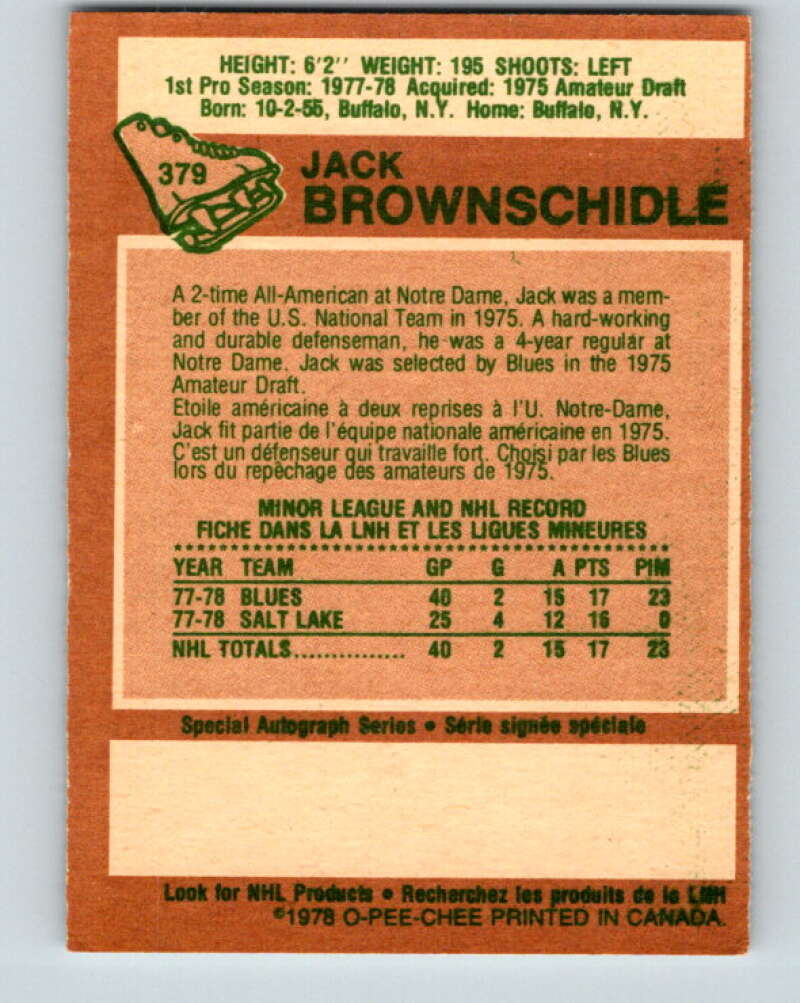 HEIGHT: 6'2'' WEIGHT: 195 SHOOTS: LEFT
1st Pro Season: 1977-78 Acquired: 1975 Amateur Draft
Born: 10-2-55, Buffalo, N.Y. Home: Buffalo, N.Y.
379
JACK
BROWNSCHIDLE
A 2-time All-American at Notre Dame, Jack was a mem-
ber of the U.S. National Team in 1975. A hard-working
and durable defenseman, he was a 4-year regular at
Notre Dame. Jack was selected by Blues in the 1975
Amateur Draft.
Etoile américaine à deux reprises à l'U. Notre-Dame,
Jack fit partie de l'équipe nationale américaine en 1975.
C'est un défenseur qui travaille fort. Choisi par les Blues
lors du repêchage des amateurs de 1975.
MINOR LEAGUE AND NHL RECORD
FICHE DANS LA LNH ET LES LIGUES MINEURES
YEAR TEAM GP G A PTS PIM
77-78 BLUES 40 2 15 17 23
77-78 SALT LAKE 25 4 12 16 0
NHL TOTALS.............. 40 2 15 17 23
Special Autograph Series • Série signée spéciale
Look for NHL Products • Recherchez les produits de la LNH
©1978 O-PEE-CHEE PRINTED IN CANADA.